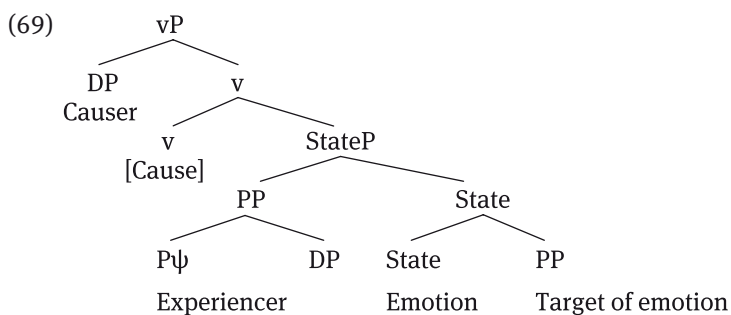 (69) vP
DP v
Causer
v StateP
[Cause]
PP State
Pψ DP State PP
Experiencer Emotion Target of emotion